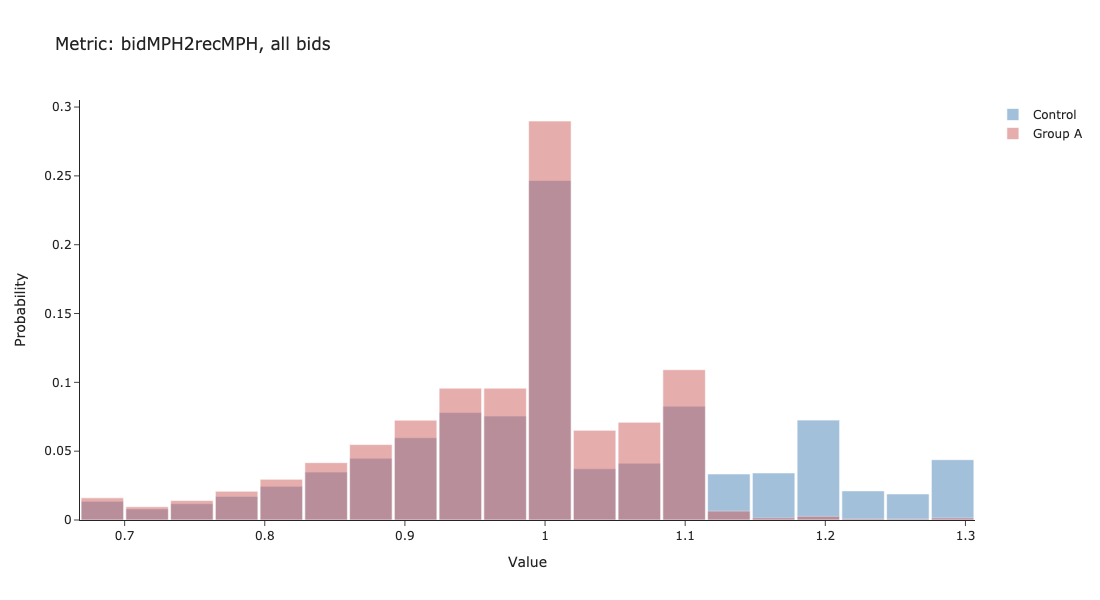 Metric: bidMPH2recMPH, all bids
Control
Group A
0.3
0.25
0.2
0.15
0.1
0.05
0
Probability
0.7
0.8
0.9
1
1.1
1.2
1.3
Value